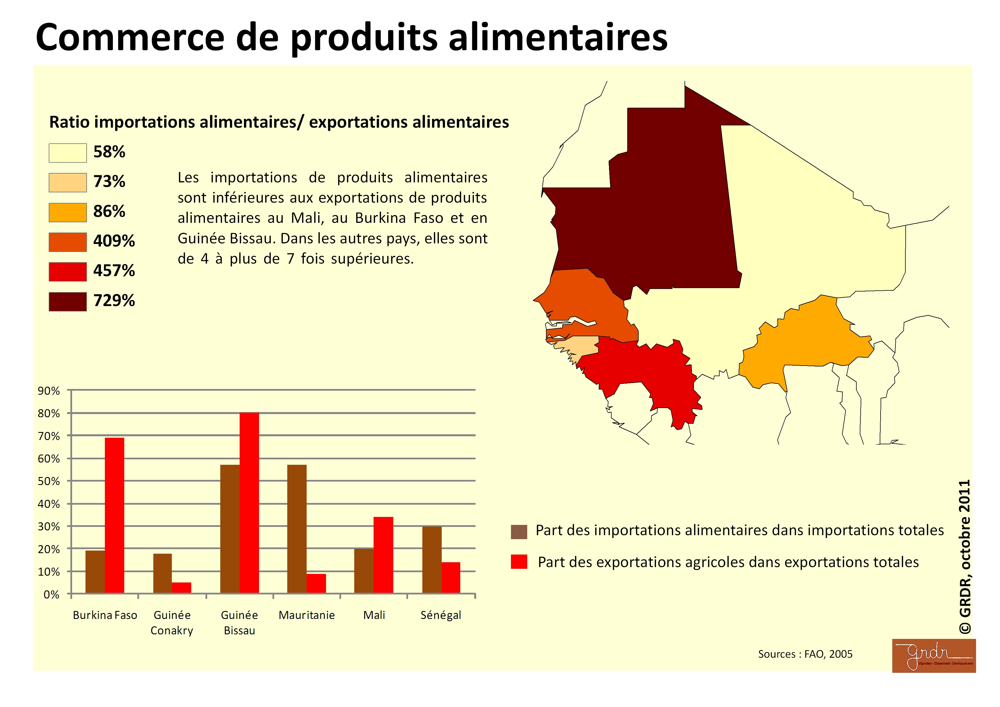 Commerce de produits alimentaires
Ratio importations alimentaires/ exportations alimentaires
58%
73%
86%
409%
457%
729%
Les importations de produits alimentaires
sont inférieures aux exportations de produits
alimentaires au Mali, au Burkina Faso et en
Guinée Bissau. Dans les autres pays, elles sont
de 4 à plus de 7 fois supérieures.
90%
80%
70%
60%
50%
40%
30%
20%
10%
0%
Burkina Faso
Guinée
Conakry
Guinée
Bissau
Mauritanie
Mali
Sénégal
Part des importations alimentaires dans importations totales
Part des exportations agricoles dans exportations totales
© GRDR, octobre 2011
Sources : FAO, 2005
grdr
Migration - Citoyenneté - Développement